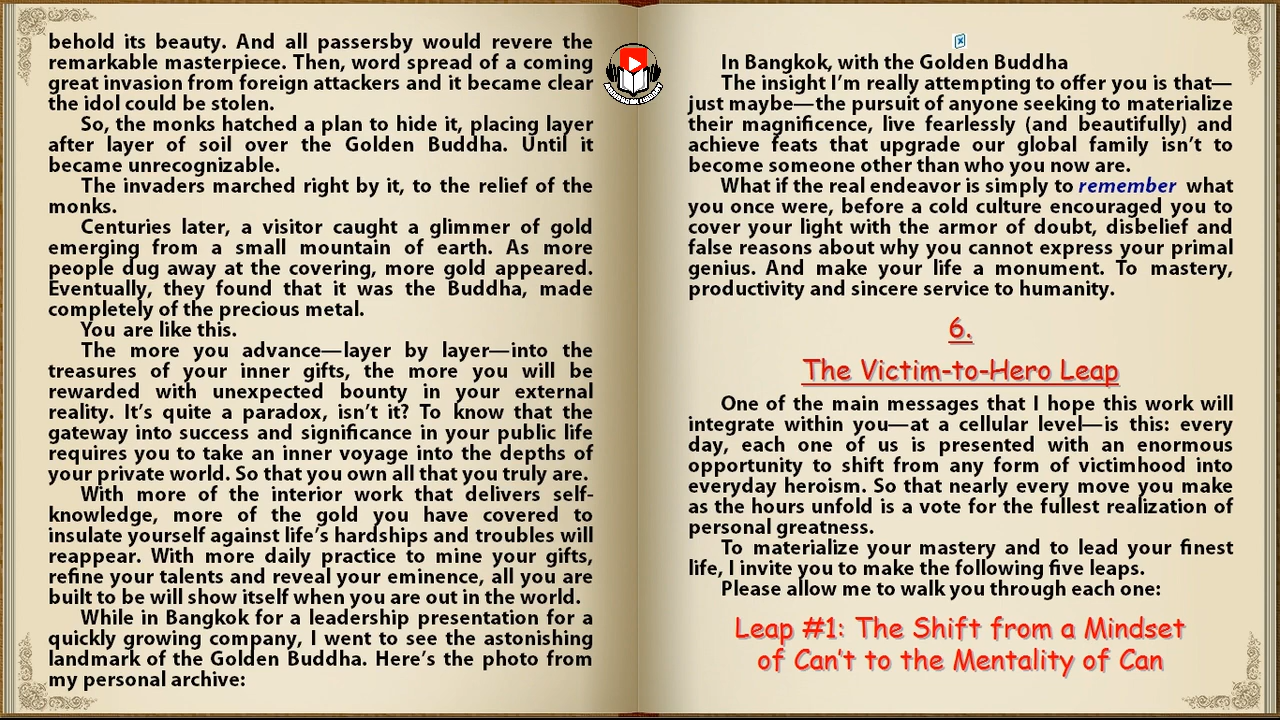 behold its beauty. And all passersby would revere the
remarkable masterpiece. Then, word spread of a coming
great invasion from foreign attackers and it became clear
the idol could be stolen.
So, the monks hatched a plan to hide it, placing layer
after layer of soil over the Golden Buddha. Until it
became unrecognizable.
The invaders marched right by it, to the relief of the
monks.
Centuries later, a visitor caught a glimmer of gold
emerging from a small mountain of earth. As more
people dug away at the covering, more gold appeared.
Eventually, they found that it was the Buddha, made
completely of the precious metal.
You are like this.
The more you advance—layer by layer—into the
treasures of your inner gifts, the more you will be
rewarded with unexpected bounty in your external
reality. It’s quite a paradox, isn’t it? To know that the
gateway into success and significance in your public life
requires you to take an inner voyage into the depths of
your private world. So that you own all that you truly are.
With more of the interior work that delivers self-
knowledge, more of the gold you have covered to
insulate yourself against life’s hardships and troubles will
reappear. With more daily practice to mine your gifts,
refine your talents and reveal your eminence, all you are
built to be will show itself when you are out in the world.
While in Bangkok for a leadership presentation for a
quickly growing company, I went to see the astonishing
landmark of the Golden Buddha. Here’s the photo from
my personal archive:
In Bangkok, with the Golden Buddha
The insight I’m really attempting to offer you is that—
just maybe—the pursuit of anyone seeking to materialize
their magnificence, live fearlessly (and beautifully) and
achieve feats that upgrade our global family isn’t to
become someone other than who you now are.
What if the real endeavor is simply to remember what
you once were, before a cold culture encouraged you to
cover your light with the armor of doubt, disbelief and
false reasons about why you cannot express your primal
genius. And make your life a monument. To mastery,
productivity and sincere service to humanity.
6.
The Victim-to-Hero Leap
One of the main messages that I hope this work will
integrate within you—at a cellular level—is this: every
day, each one of us is presented with an enormous
opportunity to shift from any form of victimhood into
everyday heroism. So that nearly every move you make
as the hours unfold is a vote for the fullest realization of
personal greatness.
To materialize your mastery and to lead your finest
life, I invite you to make the following five leaps.
Please allow me to walk you through each one:
Leap #1: The Shift from a Mindset
of Can’t to the Mentality of Can